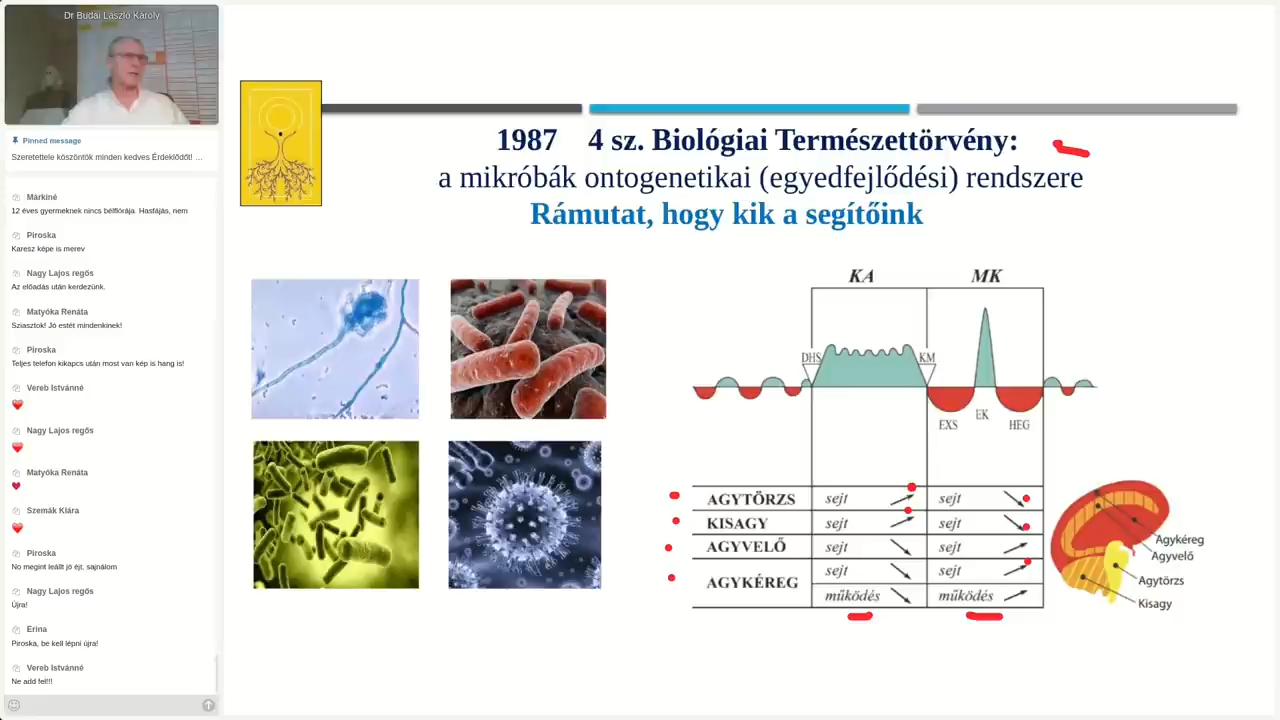 Dr Budai László Károly
Pinned message
Szeretettele köszöntök minden kedves Érdeklődőt! …
Márkiné
12 éves gyermeknek nincs bélflórája. Hasfájás, nem
Piroska
Karesz képe is merev
Nagy Lajos regős
Az előadás után kerdezünk.
Matyóka Renáta
Sziasztok! Jó estét mindenkinek!
Piroska
Teljes telefon kikapcs után most van kép is hang is!
Vereb Istvánné
Nagy Lajos regős
Matyóka Renáta
Szemák Klára
Piroska
No megint leállt jó éjt, sajnálom
Nagy Lajos regős
Újra!
Erina
Piroska, be kell lépni újra!
Vereb Istvánné
Ne add fel!!!
1987 4 sz. Biológiai Természettörvény:
a mikróbák ontogenetikai (egyedfejlődési) rendszere
Rámutat, hogy kik a segítőink
KA MK
DHS KM
EXS EK HEG
AGYTÖRZS sejt sejt
KISAGY sejt sejt
AGYVELŐ sejt sejt
AGYKÉREG sejt sejt
működés működés
Agykéreg
Agyvelő
Agytörzs
Kisagy